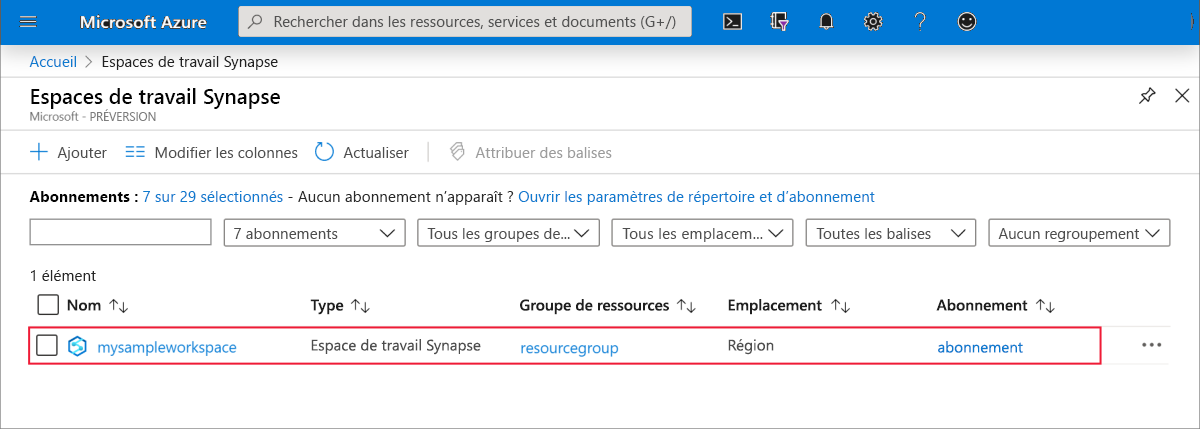 Microsoft Azure Rechercher dans les ressources, services et documents (G+/)
Accueil > Espaces de travail Synapse
Espaces de travail Synapse
Microsoft - PRÉVERSION
Ajouter Modifier les colonnes Actualiser Attribuer des balises
Abonnements : 7 sur 29 sélectionnés - Aucun abonnement n’apparaît ? Ouvrir les paramètres de répertoire et d’abonnement
7 abonnements Tous les groupes de... Tous les emplacem... Toutes les balises Aucun regroupement
1 élément
Nom Type Groupe de ressources Emplacement Abonnement
mysampleworkspace Espace de travail Synapse resourcegroup Région abonnement